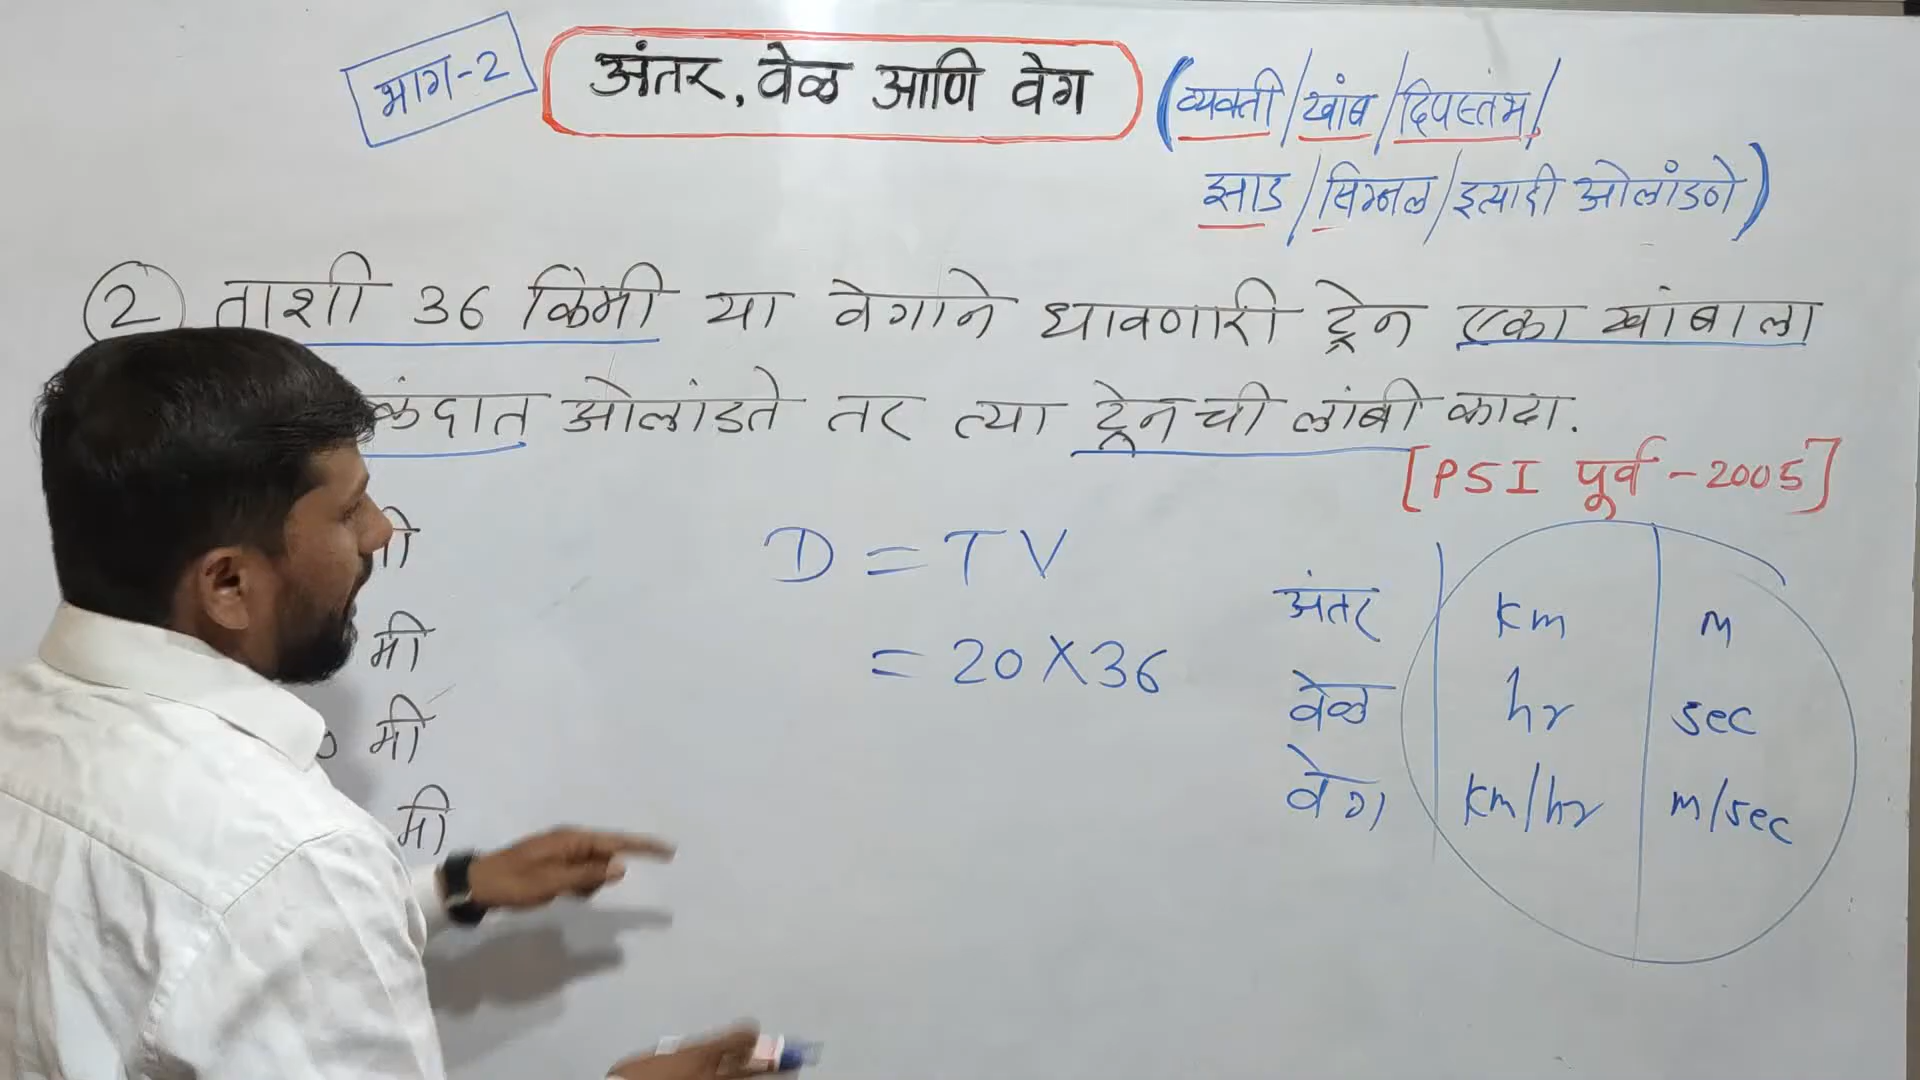 भाग-2
अंतर, वेळ आणि वेग
(व्यक्ती/खांब/दिपस्तंभ/
झाड/सिग्नल/इत्यादी ओलांडणे)
2 ताशी 36 किमी या वेगाने धावणारी ट्रेन एका खांबाला
ओलांडते तर त्या ट्रेनची लांबी काढा.
[PSI पूर्व - 2005]
मी
मी
मी
D = TV
= 20 X 36
अंतर km m
वेळ hr sec
वेग km/hr m/sec